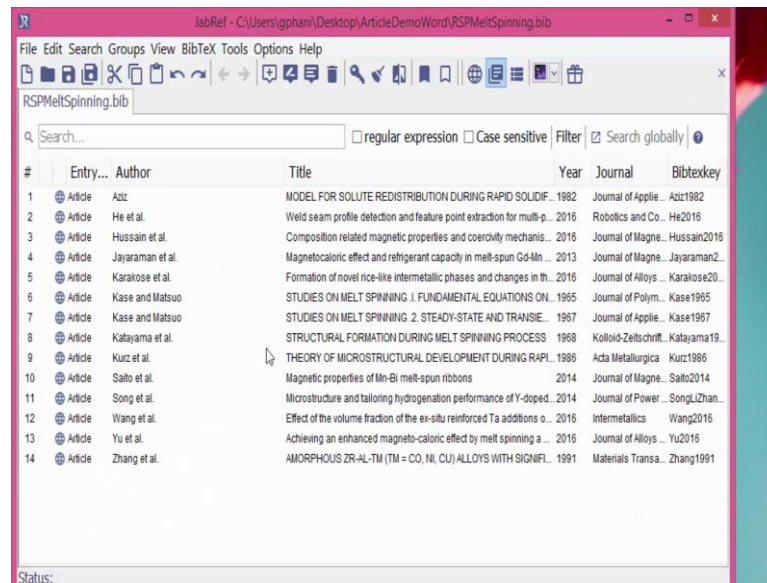 JabRef - C:\Users\gphani\Desktop\ArticleDemoWord\RSPMeltSpinning.bib
File Edit Search Groups View BibTeX Tools Options Help
RSPMeltSpinning.bib
Search... regular expression Case sensitive Filter Search globally
# Entry... Author Title Year Journal Bibtexkey
1 Article Aziz MODEL FOR SOLUTE REDISTRIBUTION DURING RAPID SOLIDIF... 1982 Journal of Applie... Aziz1982
2 Article He et al. Weld seam profile detection and feature point extraction for multi-p... 2016 Robotics and Co... He2016
3 Article Hussain et al. Composition related magnetic properties and coercivity mechanis... 2016 Journal of Magne... Hussain2016
4 Article Jayaraman et al. Magnetocaloric effect and refrigerant capacity in melt-spun Gd-Mn ... 2013 Journal of Magne... Jayaraman2...
5 Article Karakose et al. Formation of novel rice-like intermetallic phases and changes in th... 2016 Journal of Alloys ... Karakose20...
6 Article Kase and Matsuo STUDIES ON MELT SPINNING .I. FUNDAMENTAL EQUATIONS ON... 1965 Journal of Polym... Kase1965
7 Article Kase and Matsuo STUDIES ON MELT SPINNING .2. STEADY-STATE AND TRANSIE... 1967 Journal of Applie... Kase1967
8 Article Katayama et al. STRUCTURAL FORMATION DURING MELT SPINNING PROCESS 1968 Kolloid-Zeitschrift... Katayama19...
9 Article Kurz et al. THEORY OF MICROSTRUCTURAL DEVELOPMENT DURING RAPI... 1986 Acta Metallurgica Kurz1986
10 Article Saito et al. Magnetic properties of Mn-Bi melt-spun ribbons 2014 Journal of Magne... Saito2014
11 Article Song et al. Microstructure and tailoring hydrogenation performance of Y-doped... 2014 Journal of Power ... SongLiZhan...
12 Article Wang et al. Effect of the volume fraction of the ex-situ reinforced Ta additions o... 2016 Intermetallics Wang2016
13 Article Yu et al. Achieving an enhanced magneto-caloric effect by melt spinning a ... 2016 Journal of Alloys ... Yu2016
14 Article Zhang et al. AMORPHOUS ZR-AL-TM (TM = CO, NI, CU) ALLOYS WITH SIGNIFI... 1991 Materials Transa... Zhang1991
Status: